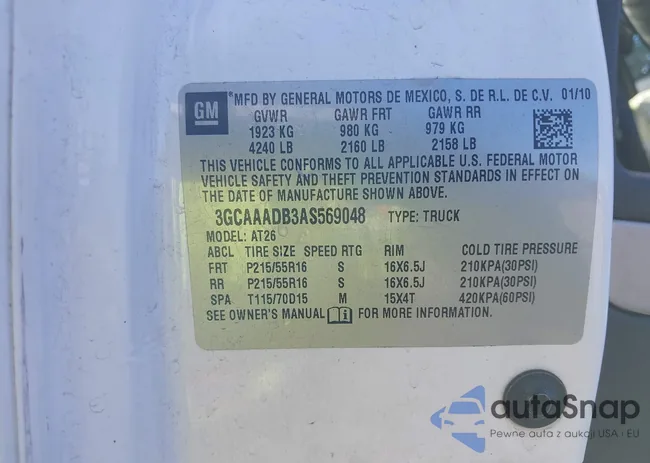 GM
MFD BY GENERAL MOTORS DE MEXICO, S. DE R.L. DE C.V. 01/10
GVWR GAWR FRT GAWR RR
1923 KG 980 KG 979 KG
4240 LB 2160 LB 2158 LB
THIS VEHICLE CONFORMS TO ALL APPLICABLE U.S. FEDERAL MOTOR
VEHICLE SAFETY AND THEFT PREVENTION STANDARDS IN EFFECT ON
THE DATE OF MANUFACTURE SHOWN ABOVE.
3GCAAADB3AS569048 TYPE: TRUCK
MODEL: AT26
ABCL TIRE SIZE SPEED RTG RIM COLD TIRE PRESSURE
FRT P215/55R16 S 16X6.5J 210KPA(30PSI)
RR P215/55R16 S 16X6.5J 210KPA(30PSI)
SPA T115/70D15 M 15X4T 420KPA(60PSI)
SEE OWNER'S MANUAL FOR MORE INFORMATION.
autaSnap
Pewne auta z aukcji USA i EU